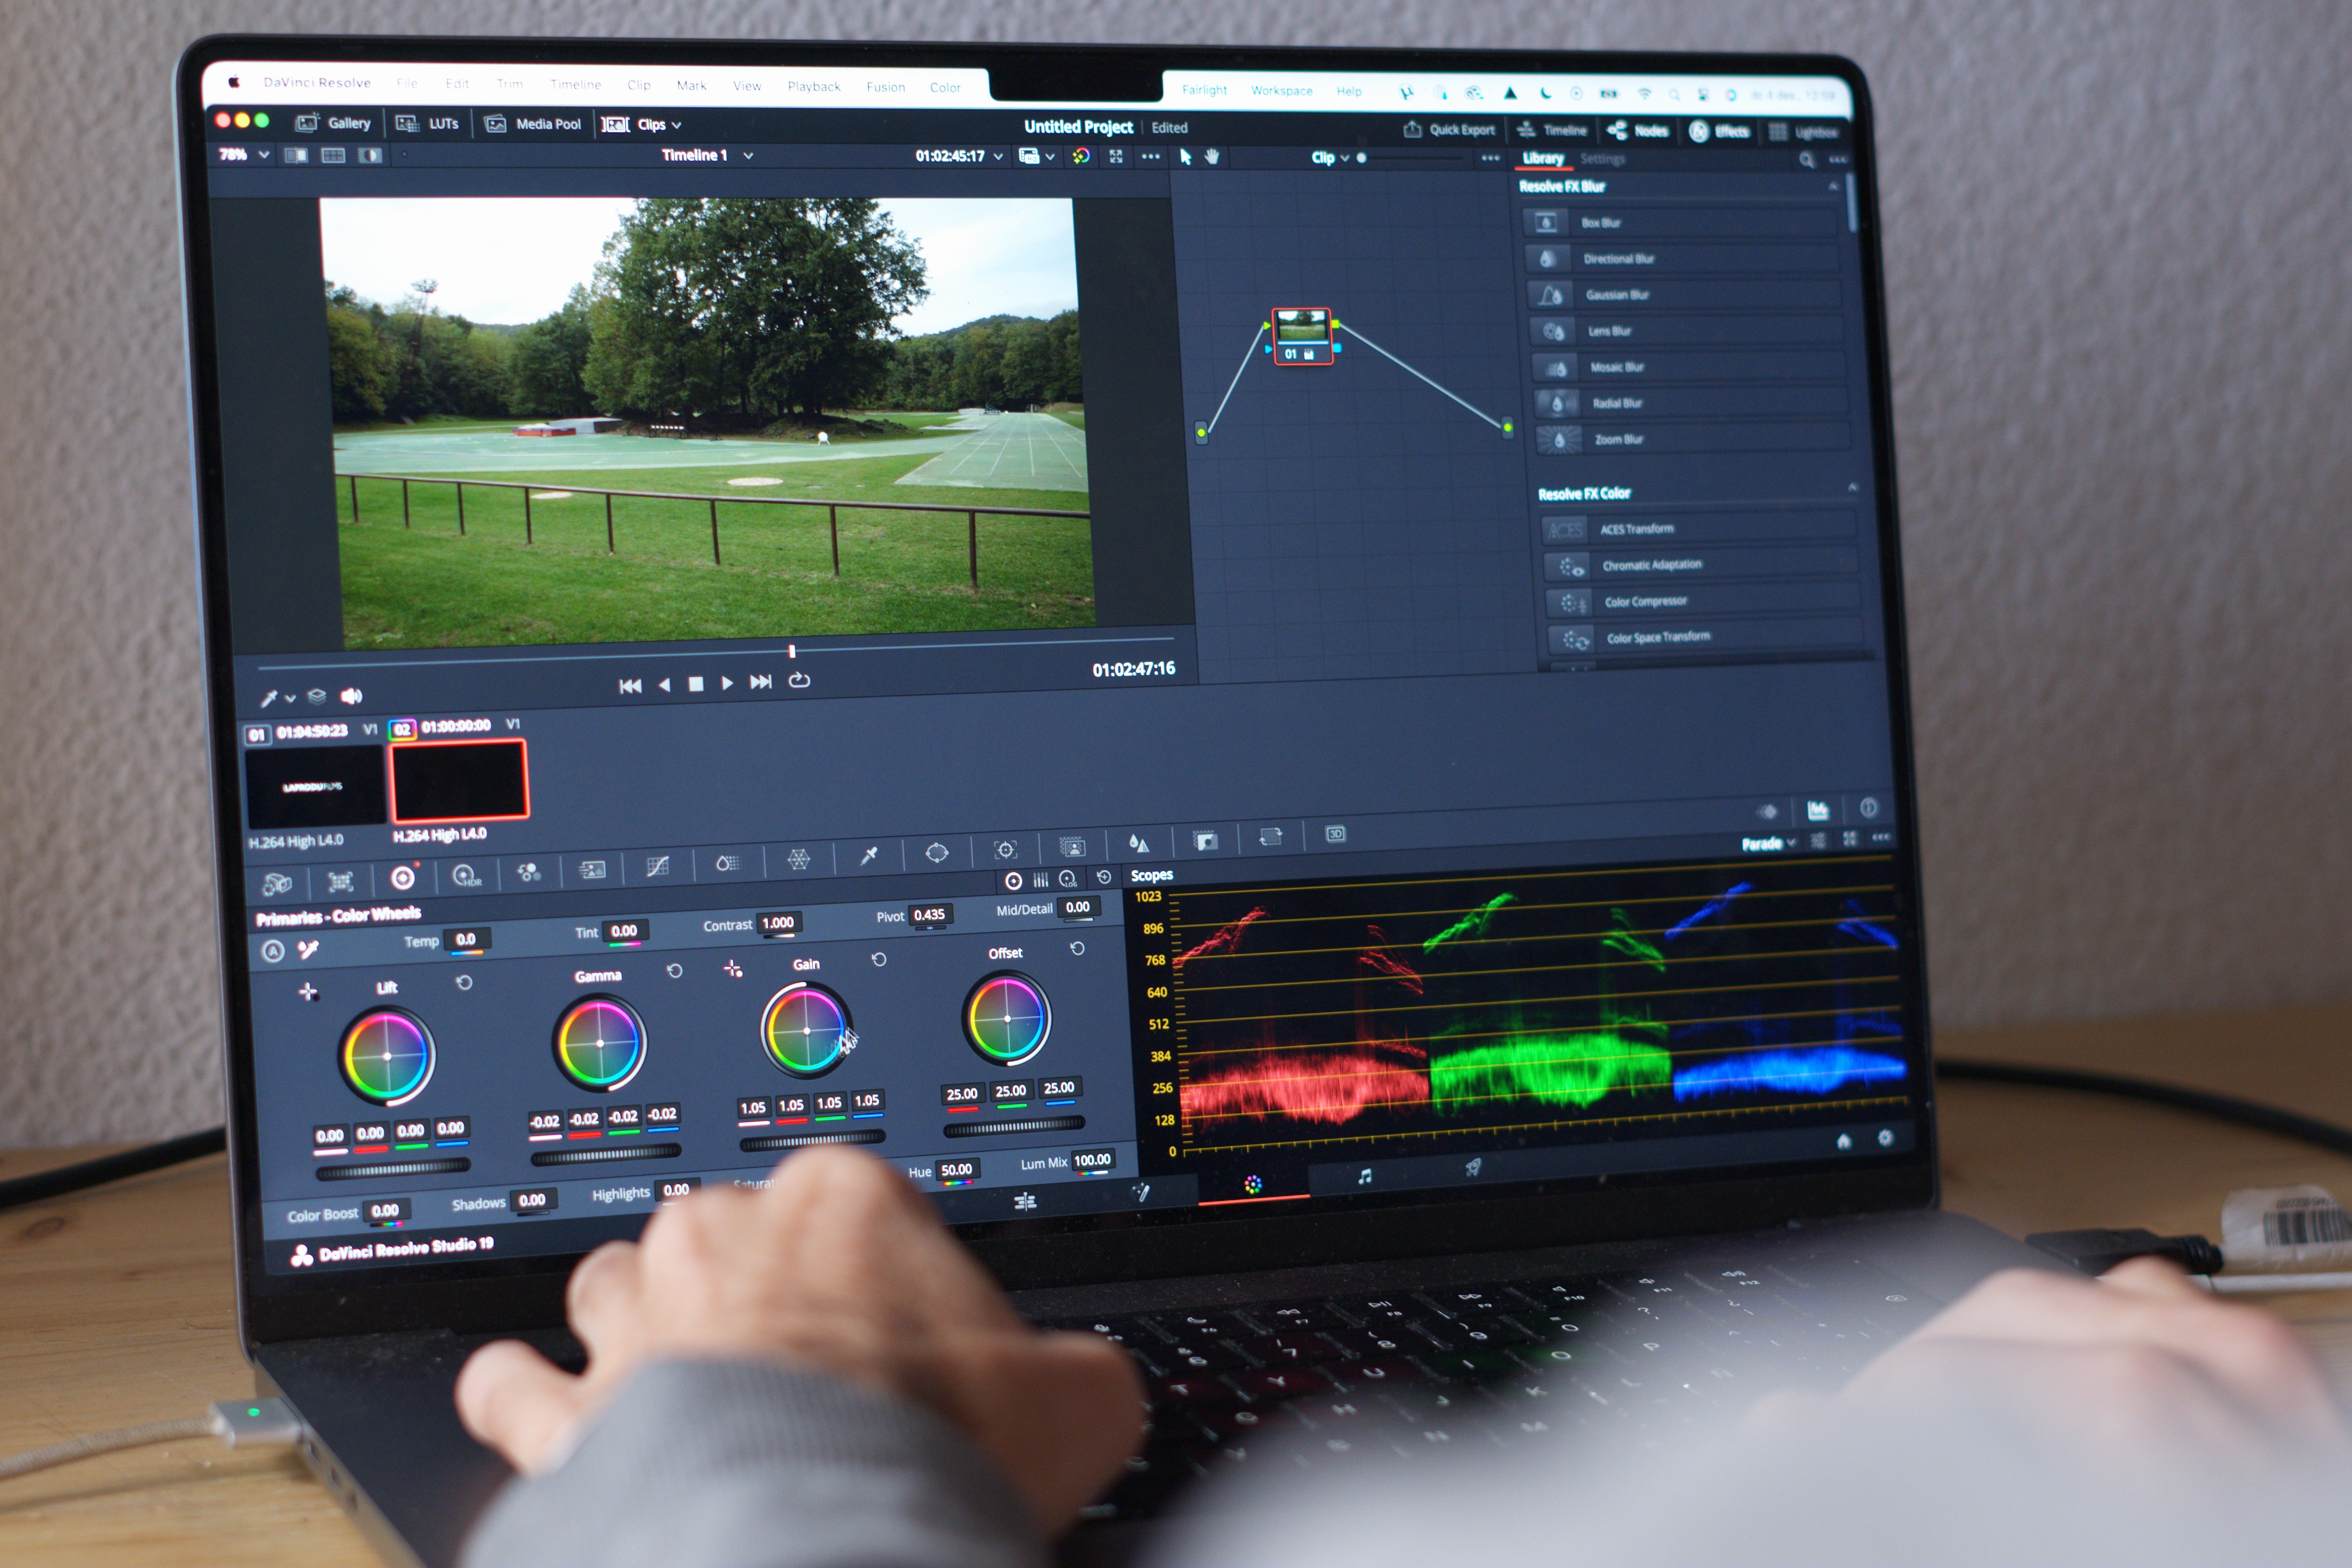 DaVinci Resolve File Edit Trim Timeline Clip Mark View Playback Fusion Color Fairlight Workspace Help
Gallery LUTs Media Pool Clips Untitled Project Edited Quick Export Timeline Nodes Effects Lightbox
78% Timeline 1 01:02:45:17 Clip Library Settings
Resolve FX Blur
Box Blur
Directional Blur
Gaussian Blur
Lens Blur
Mosaic Blur
Radial Blur
Zoom Blur
01
Resolve FX Color
ACES ACES Transform
Chromatic Adaptation
Color Compressor
Color Space Transform
01:02:47:16
01 01:04:50:23 V1 02 01:00:00:00 V1
LAPRODUFILMS
H.264 High L4.0 H.264 High L4.0
HDR
3D
Parade
LOG
Scopes
Primaries - Color Wheels
A Temp 0.0 Tint 0.00 Contrast 1.000 Pivot 0.435 Mid/Detail 0.00
Lift Gamma Gain Offset
0.00 0.00 0.00 0.00 -0.02 -0.02 -0.02 -0.02 1.05 1.05 1.05 1.05 25.00 25.00 25.00
1023
896
768
640
512
384
256
128
0
Color Boost 0.00 Shadows 0.00 Highlights 0.00 Hue 50.00 Lum Mix 100.00
DaVinci Resolve Studio 19